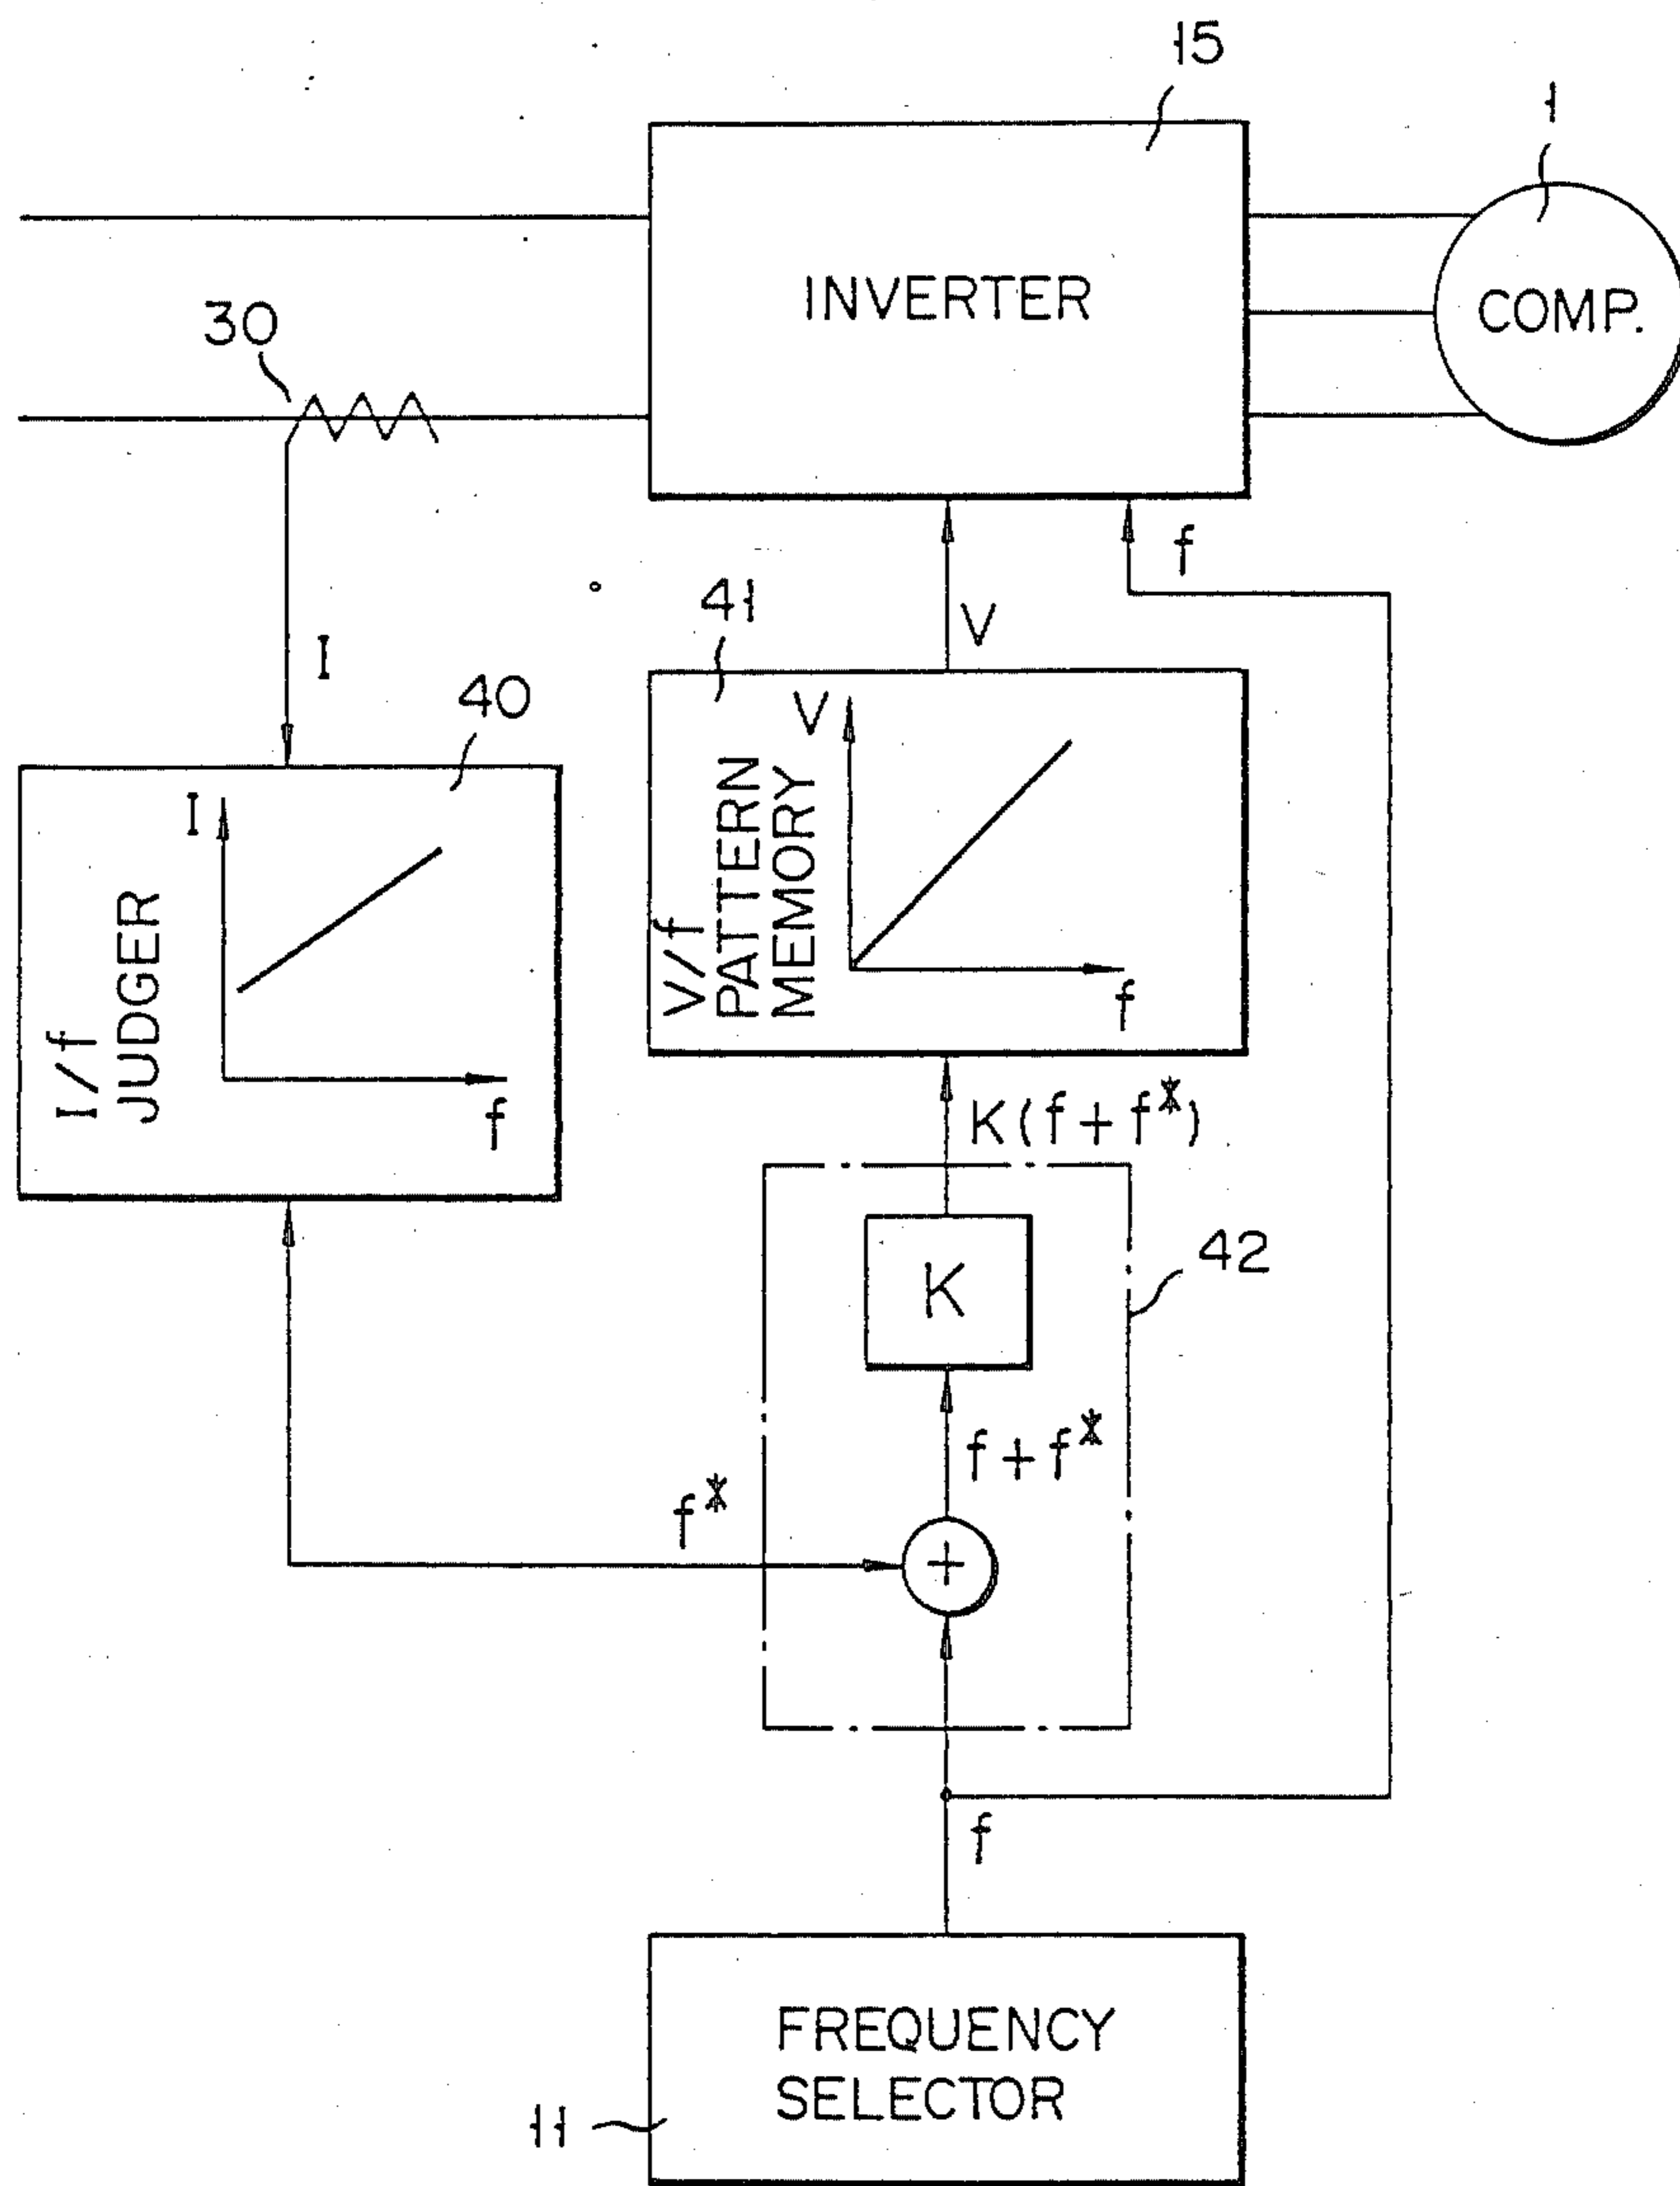 15
1
INVERTER
COMP.
30
f
I
V
41
40
V
I
V/f
PATTERN
MEMORY
f
I/f
JUDGER
f
K(f+f*)
K
42
f+f*
f*
+
f
FREQUENCY
SELECTOR
11